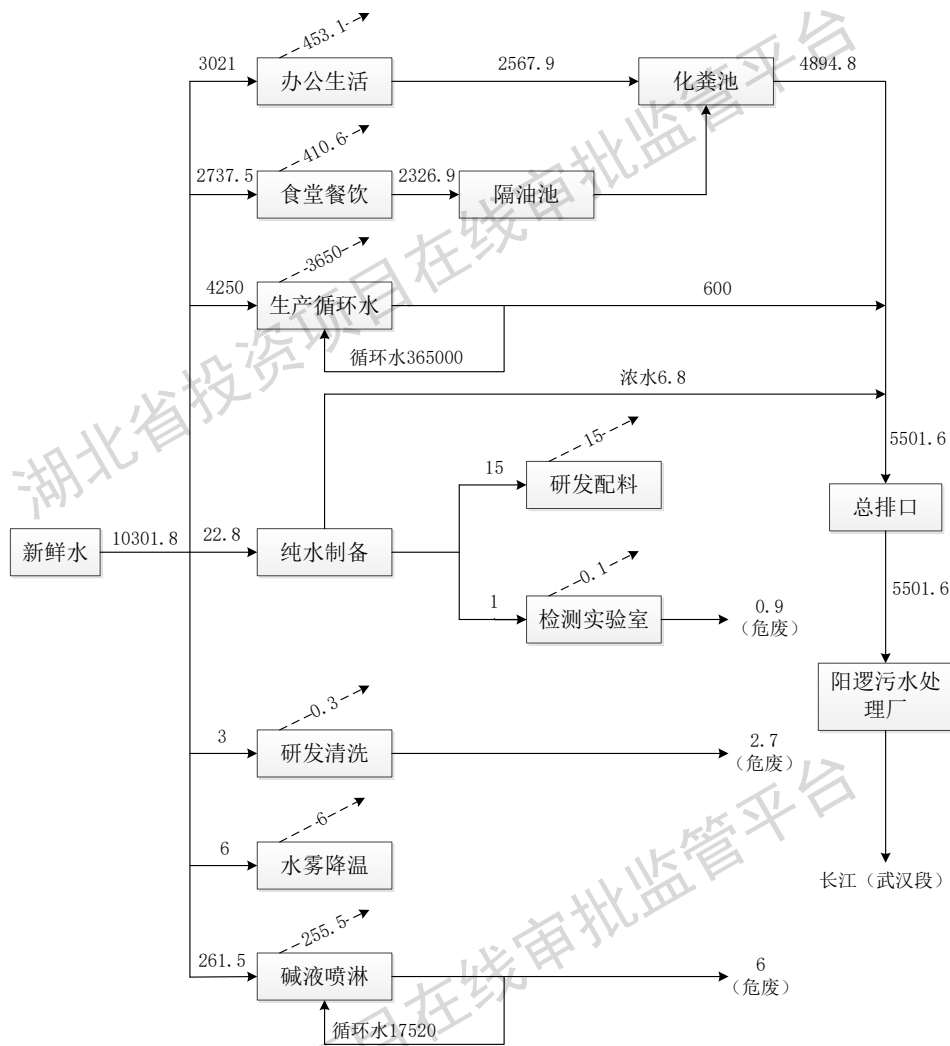 453.1
3021
办公生活
2567.9
化粪池
4894.8
410.6
2737.5
食堂餐饮
2326.9
隔油池
3650
4250
生产循环水
600
循环水365000
浓水6.8
15
15
研发配料
5501.6
总排口
新鲜水
10301.8
22.8
纯水制备
0.1
1
检测实验室
0.9
(危废)
5501.6
阳逻污水处
理厂
0.3
3
研发清洗
2.7
(危废)
6
6
水雾降温
长江（武汉段）
255.5
261.5
碱液喷淋
6
(危废)
循环水17520
湖北省投资项目在线审批监管平台
项目在线审批监管平台